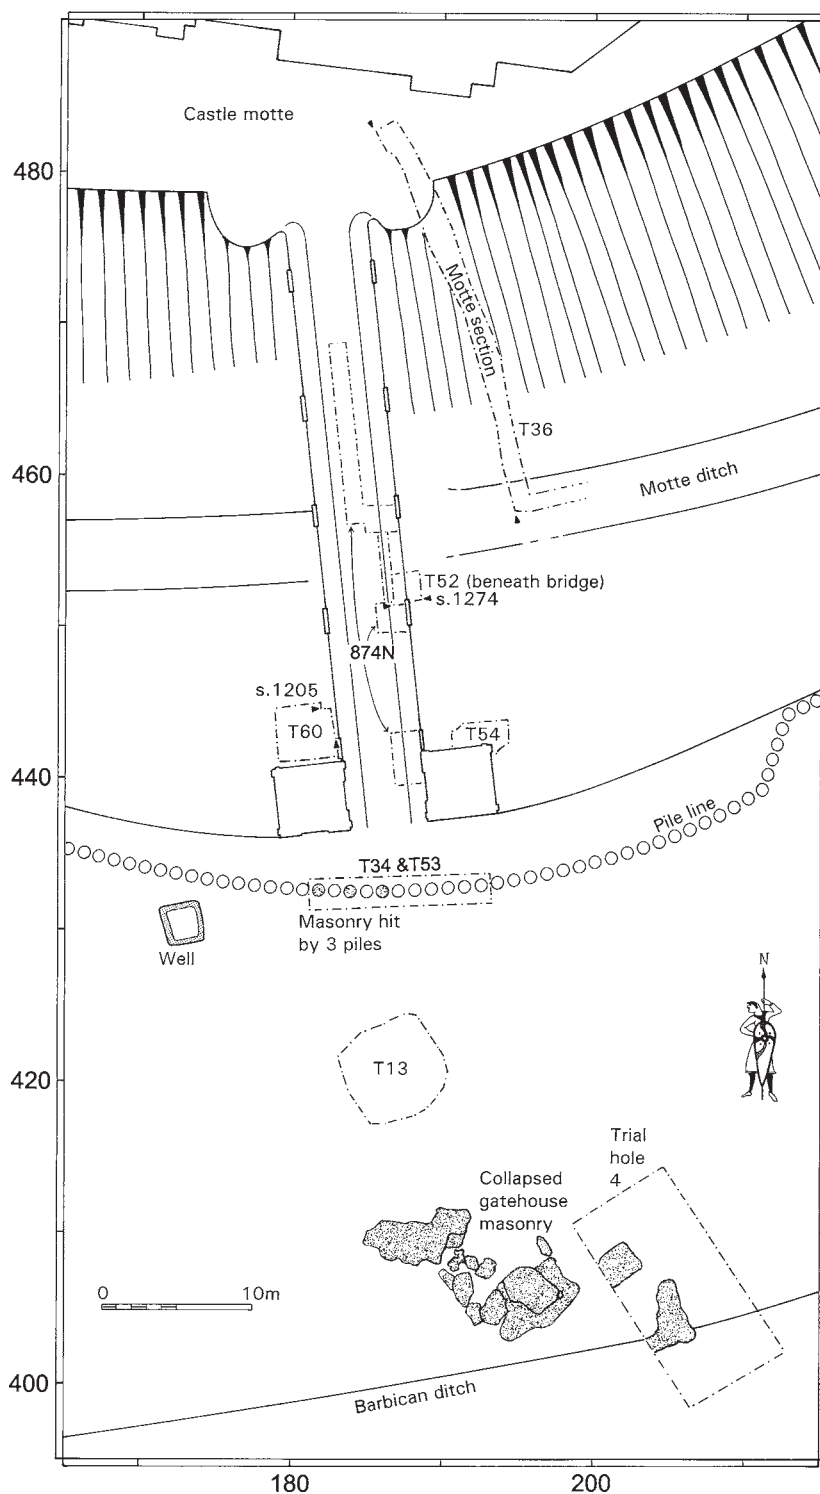 Castle motte
480
Motte section
T36
460
Motte ditch
T52 (beneath bridge)
s.1274
874N
s.1205
T60
T54
440
Pile line
T34 &T53
Masonry hit
by 3 piles
Well
N
420
T13
Trial
hole
4
Collapsed
gatehouse
masonry
0 10m
400
Barbican ditch
180 200